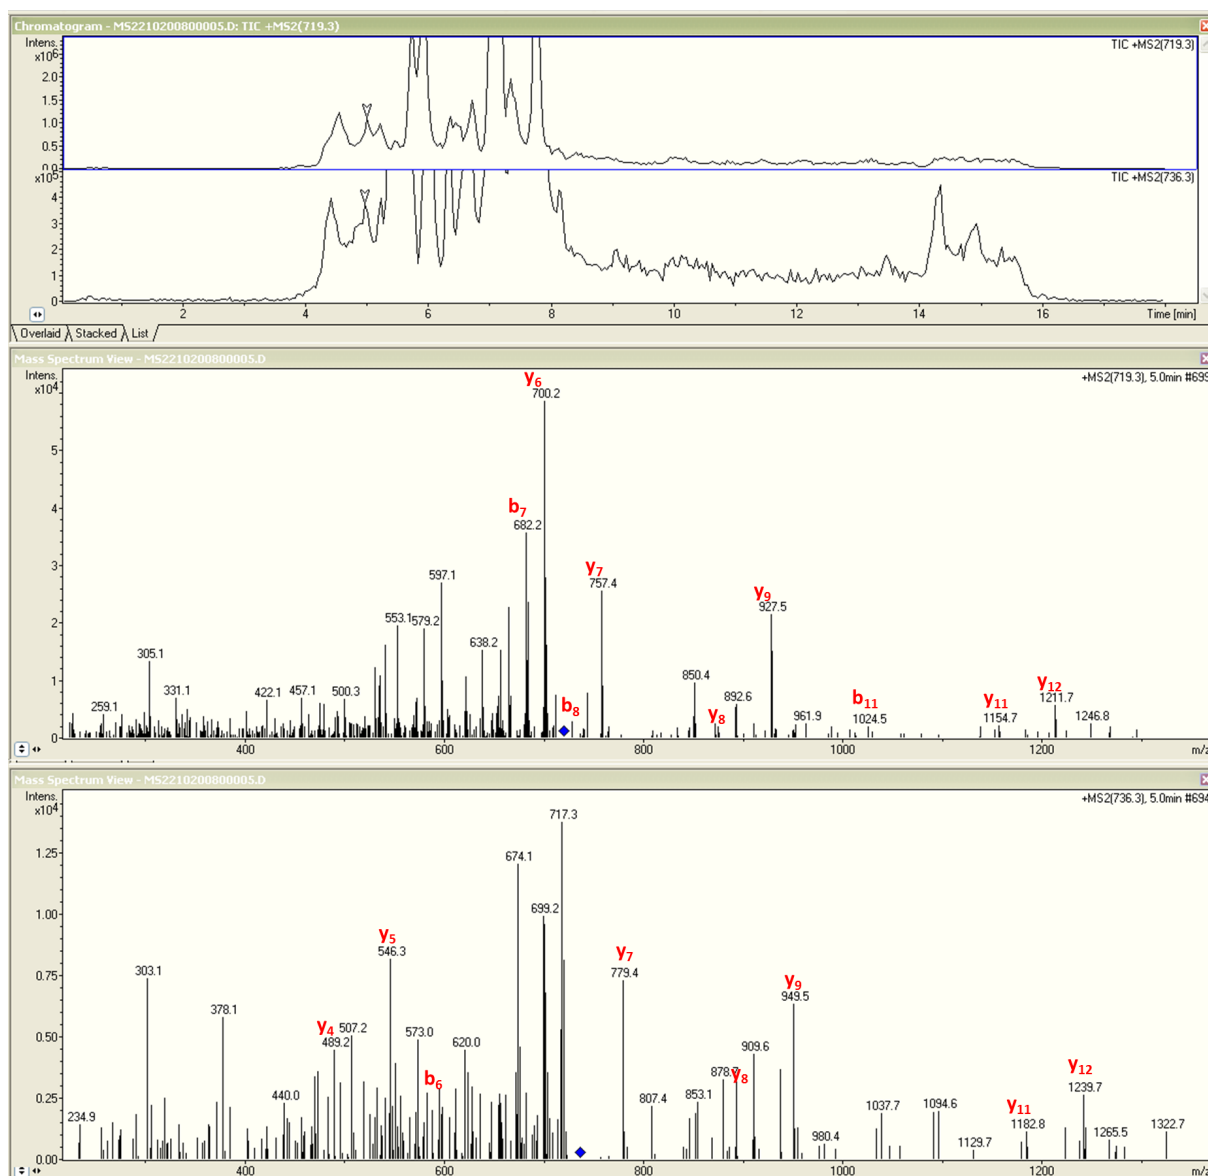 Chromatogram - MS2210200800005.D: TIC +MS2(719.3)
Intens.
x10⁶
TIC +MS2(719.3)
2.0
1.5
1.0
0.5
0.0
x10⁵
TIC +MS2(736.3)
4
3
2
1
0
2 4 6 8 10 12 14 16 Time [min]
Overlaid Stacked List
Mass Spectrum View - MS2210200800005.D
Intens.
x10⁴
+MS2(719.3), 5.0min #699
y₆
700.2
5
b₇
4
682.2
y₇
3
597.1
757.4
y₉
927.5
553.1
579.2
2
638.2
305.1
850.4
y₁₂
1211.7
331.1
422.1
457.1
500.3
b₈
y₈
892.6
b₁₁
y₁₁
1
259.1
961.9
1024.5
1154.7
1246.8
0
400 600 800 1000 1200 m/z
Mass Spectrum View - MS2210200800005.D
Intens.
x10⁴
+MS2(736.3), 5.0min #694
717.3
1.25
674.1
1.00
699.2
y₅
546.3
y₇
779.4
y₉
949.5
0.75
303.1
378.1
y₄
489.2
507.2
573.0
0.50
620.0
909.6
b₆
y₈
y₁₂
878.7
1239.7
440.0
807.4
853.1
0.25
y₁₁
234.9
1037.7
1094.6
1182.8
980.4
1129.7
1265.5
1322.7
0.00
400 600 800 1000 1200 m/z